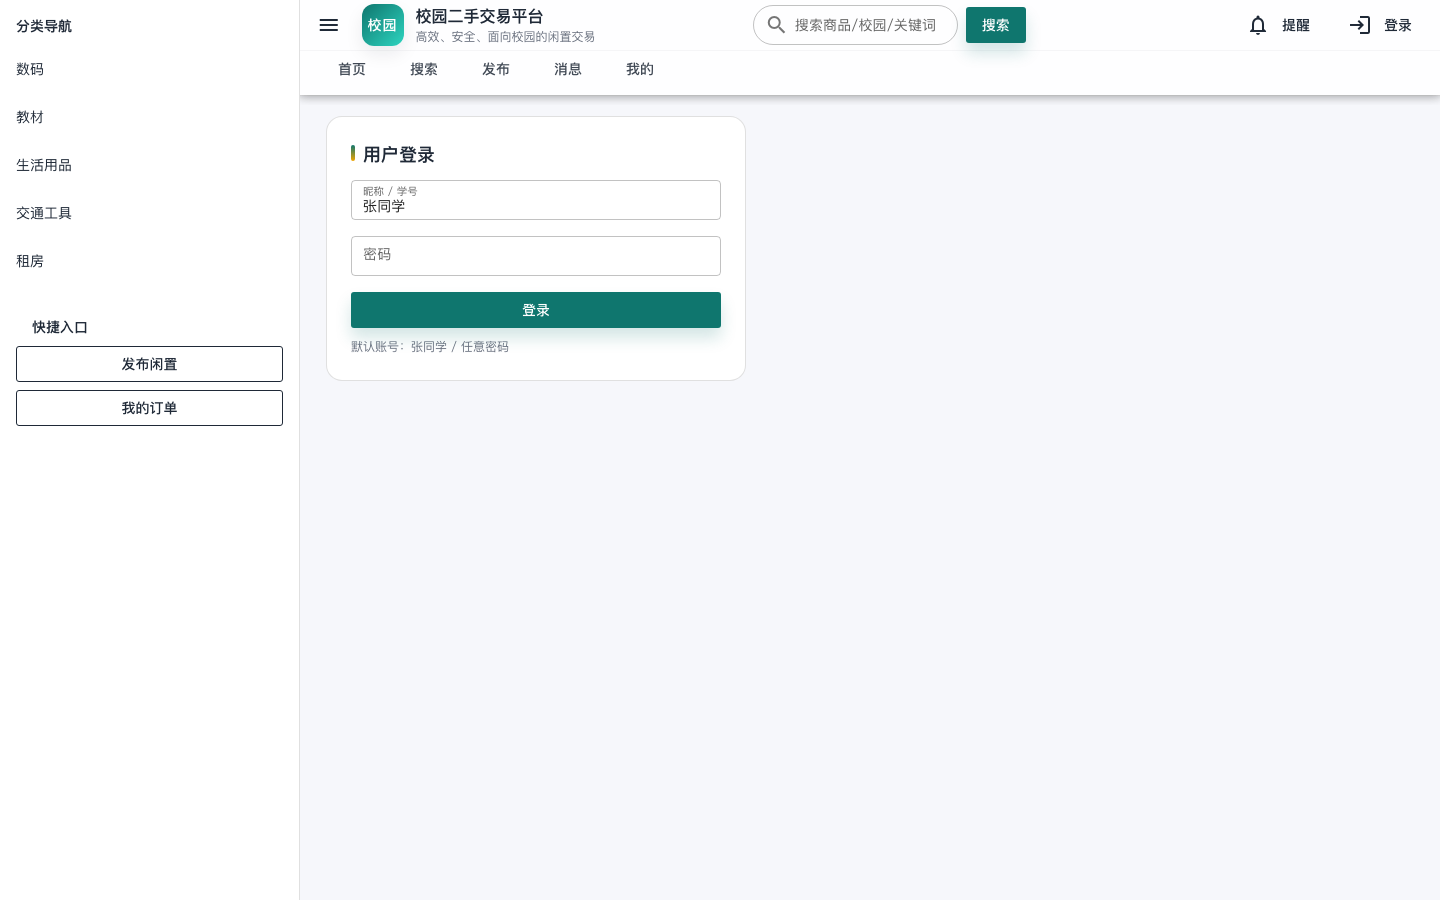 分类导航
数码
教材
生活用品
交通工具
租房
快捷入口
发布闲置
我的订单
校园
校园二手交易平台
高效、安全、面向校园的闲置交易
搜索商品/校园/关键词
搜索
提醒
登录
首页
搜索
发布
消息
我的
用户登录
昵称 / 学号
张同学
密码
登录
默认账号：张同学 / 任意密码